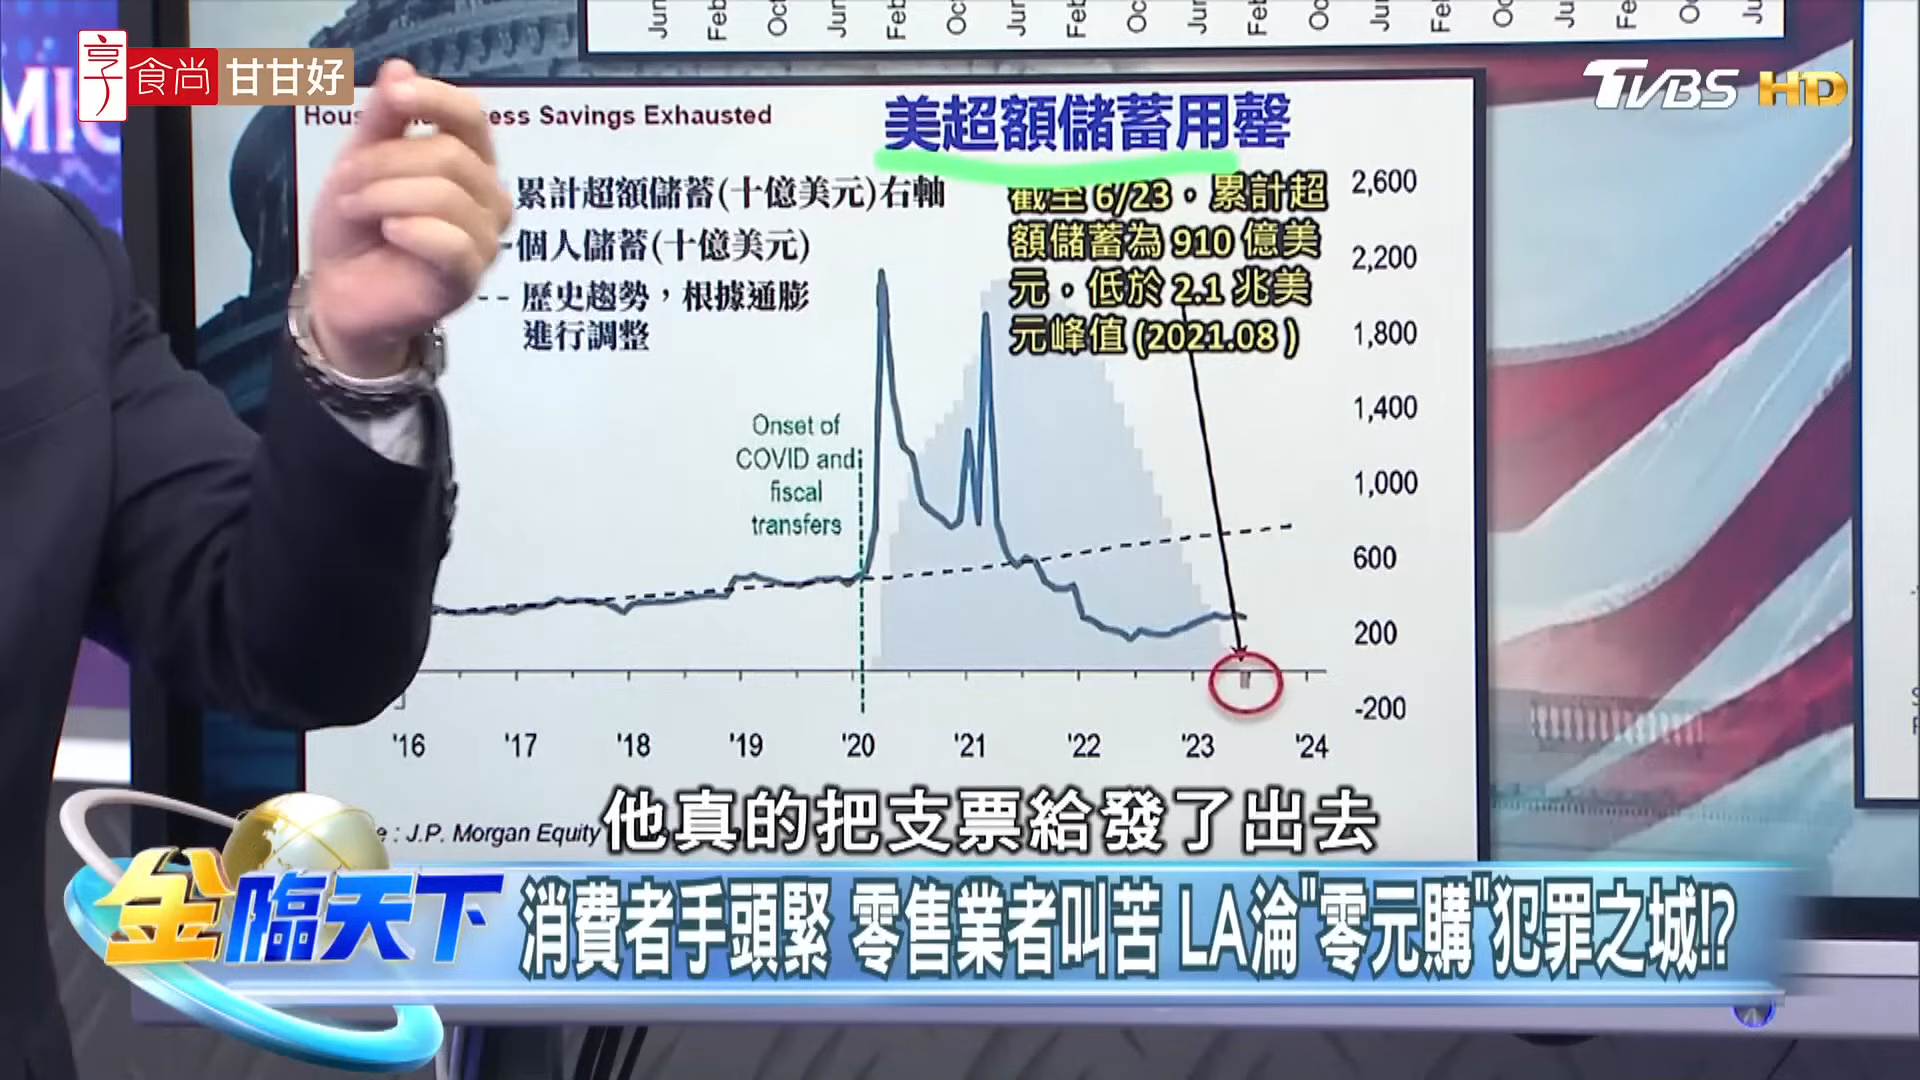 Jun Feb Oct Jun Feb Oct Jun Feb Oct Jun Feb Oct Jun Feb Oct Jun Feb Oct Jun
享食尚 甘甘好
TVBS HD
ess Savings Exhausted
美超額儲蓄用罄
累計超額儲蓄(十億美元)右軸
個人儲蓄(十億美元)
歷史趨勢，根據通膨
進行調整
截至 6/23，累計超
額儲蓄為 910 億美
元，低於 2.1 兆美
元峰值 (2021.08 )
2,600
2,200
1,800
1,400
1,000
600
200
-200
Onset of
COVID and
fiscal
transfers
'16 '17 '18 '19 '20 '21 '22 '23 '24
: J.P. Morgan Equity
他真的把支票給發了出去
金臨天下
消費者手頭緊 零售業者叫苦 LA淪"零元購"犯罪之城!?